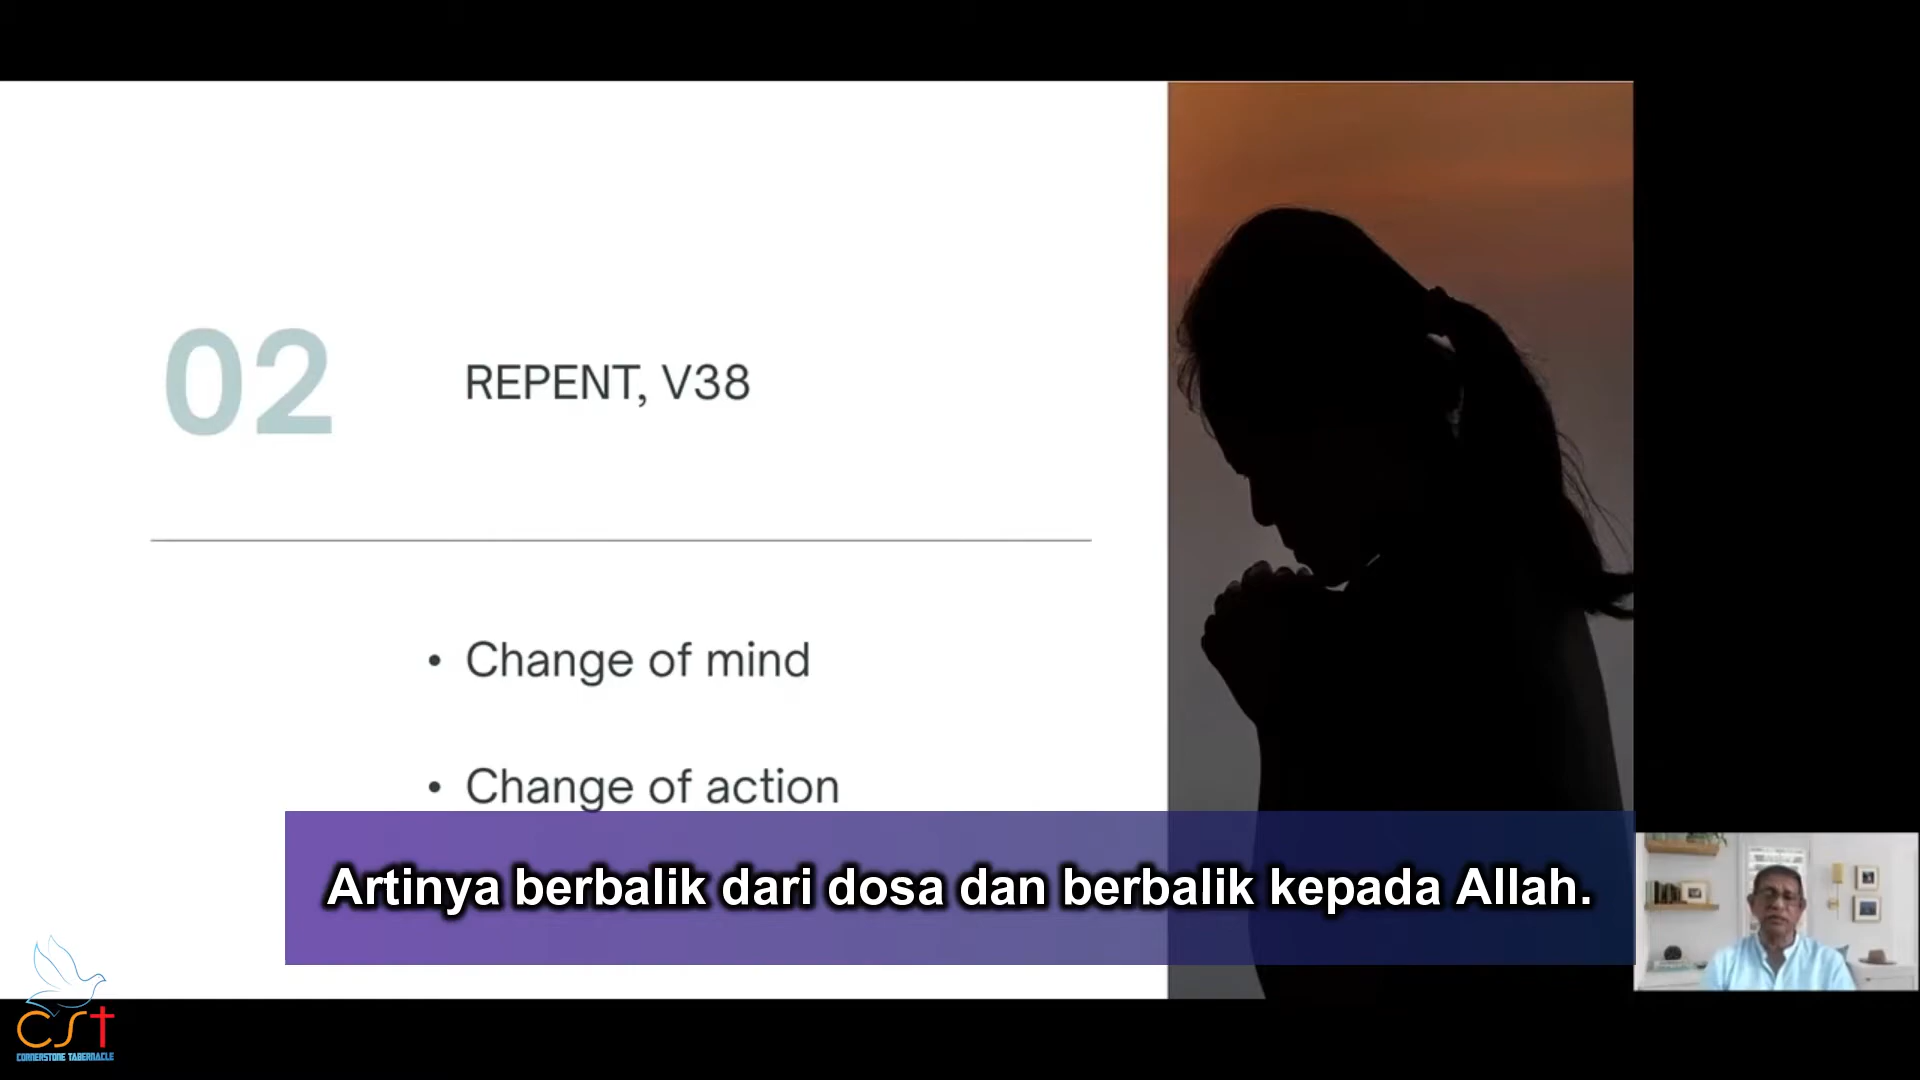 02
REPENT, V38
• Change of mind
• Change of action
Artinya berbalik dari dosa dan berbalik kepada Allah.
CST
CORNERSTONE TABERNACLE